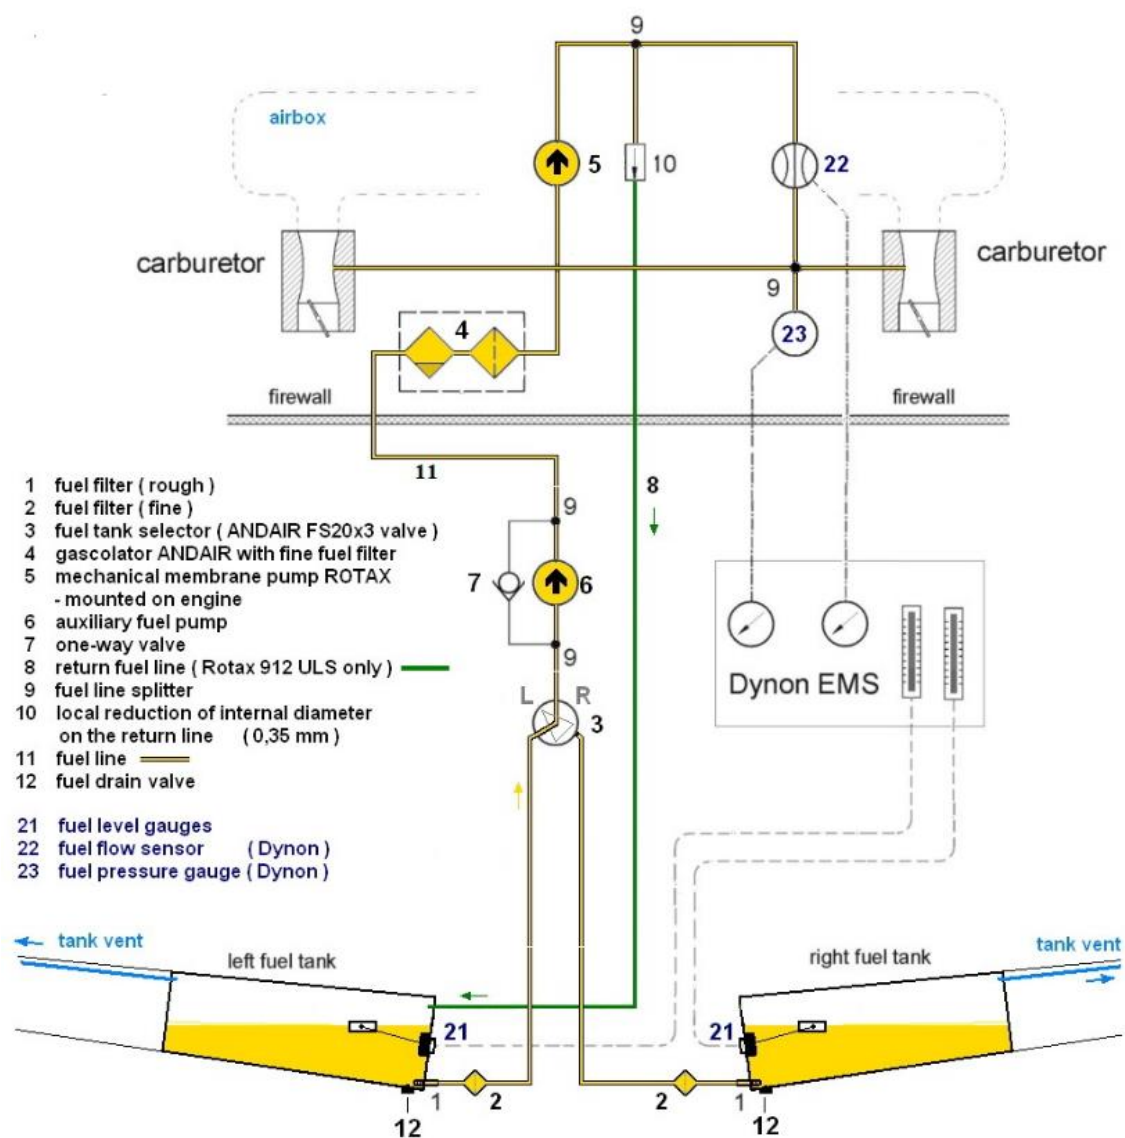 9
airbox
5
10
22
carburetor
carburetor
9
4
23
firewall
firewall
11
8
1 fuel filter ( rough )
2 fuel filter ( fine )
3 fuel tank selector ( ANDAIR FS20x3 valve )
4 gascolator ANDAIR with fine fuel filter
5 mechanical membrane pump ROTAX
- mounted on engine
6 auxiliary fuel pump
7 one-way valve
8 return fuel line ( Rotax 912 ULS only )
9 fuel line splitter
10 local reduction of internal diameter
on the return line ( 0,35 mm )
11 fuel line
12 fuel drain valve
21 fuel level gauges
22 fuel flow sensor ( Dynon )
23 fuel pressure gauge ( Dynon )
9
7
6
9
L R
3
Dynon EMS
tank vent
left fuel tank
right fuel tank
tank vent
21
21
1
2
2
1
12
12